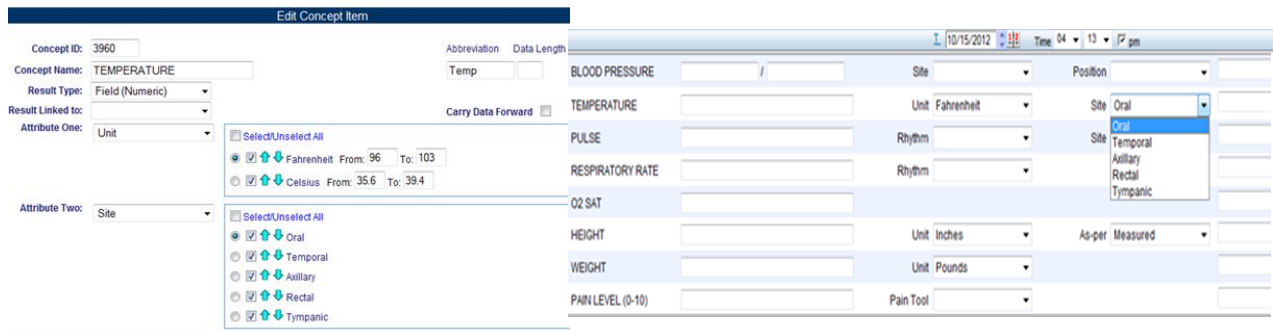 Edit Concept Item
Concept ID: 3960
Abbreviation Data Length
Concept Name: TEMPERATURE Temp
Result Type: Field (Numeric)
Result Linked to:
Carry Data Forward
Attribute One: Unit
Select/Unselect All
Fahrenheit From: 96 To: 103
Celsius From: 35.6 To: 39.4
Attribute Two: Site
Select/Unselect All
Oral
Temporal
Axillary
Rectal
Tympanic
10/15/2012 Time 04 13 pm
BLOOD PRESSURE / Site Position
TEMPERATURE Unit Fahrenheit Site Oral
Oral
PULSE Rhythm Site
Temporal
Axillary
RESPIRATORY RATE Rhythm
Rectal
Tympanic
O2 SAT
HEIGHT Unit Inches As-per Measured
WEIGHT Unit Pounds
PAIN LEVEL (0-10) Pain Tool